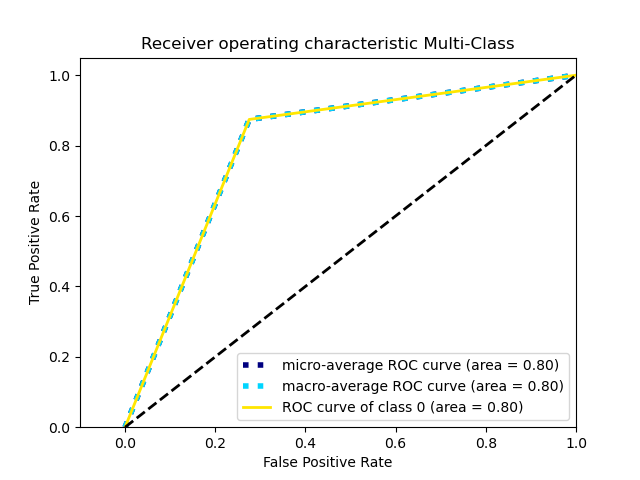 Receiver operating characteristic Multi-Class
1.0
0.8
0.6
0.4
0.2
0.0
True Positive Rate
micro-average ROC curve (area = 0.80)
macro-average ROC curve (area = 0.80)
ROC curve of class 0 (area = 0.80)
0.0 0.2 0.4 0.6 0.8 1.0
False Positive Rate